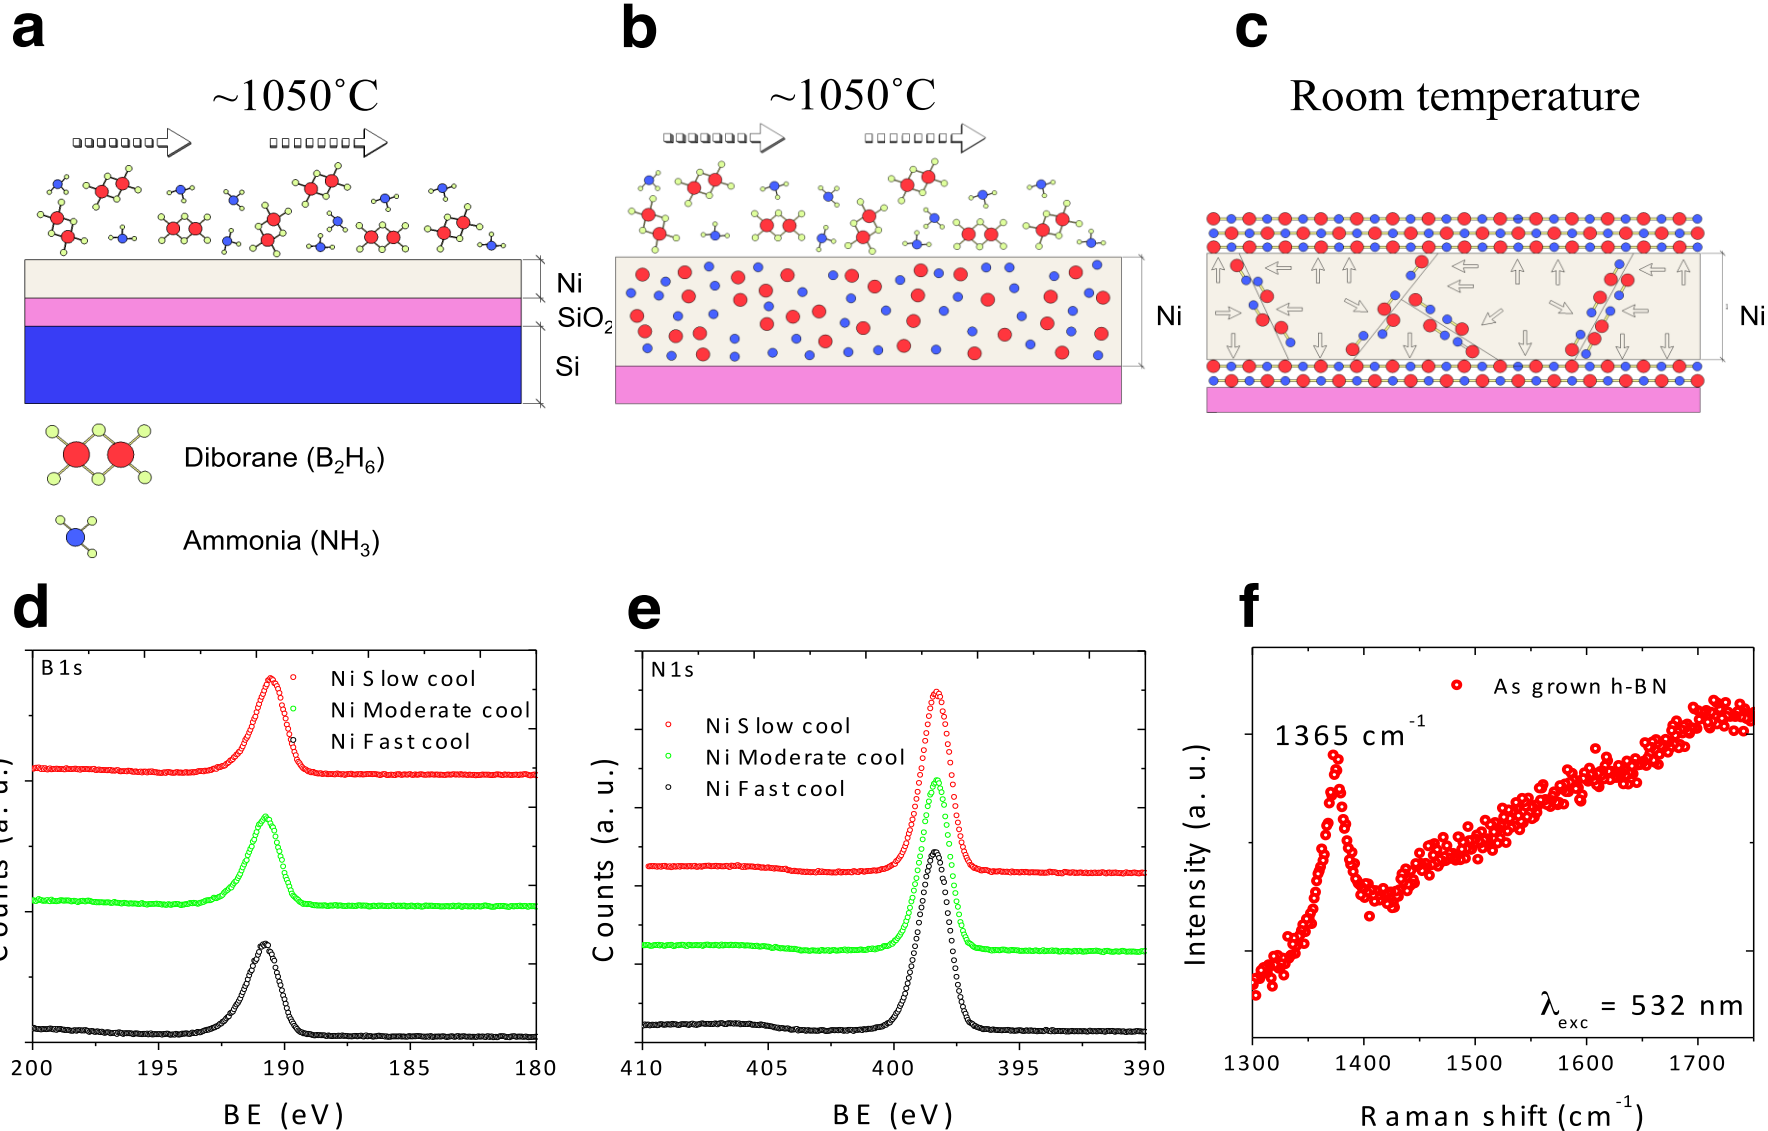 a
b
c
~1050°C
~1050°C
Room temperature
Ni
SiO2
Si
Ni
Ni
Diborane (B2H6)
Ammonia (NH3)
d
e
f
B1s
Ni Slow cool
Ni Moderate cool
Ni Fast cool
Counts (a. u.)
200 195 190 185 180
BE (eV)
N1s
Ni Slow cool
Ni Moderate cool
Ni Fast cool
Counts (a. u.)
410 405 400 395 390
BE (eV)
As grown h-BN
1365 cm-1
λexc = 532 nm
Intensity (a. u.)
1300 1400 1500 1600 1700
Raman shift (cm-1)